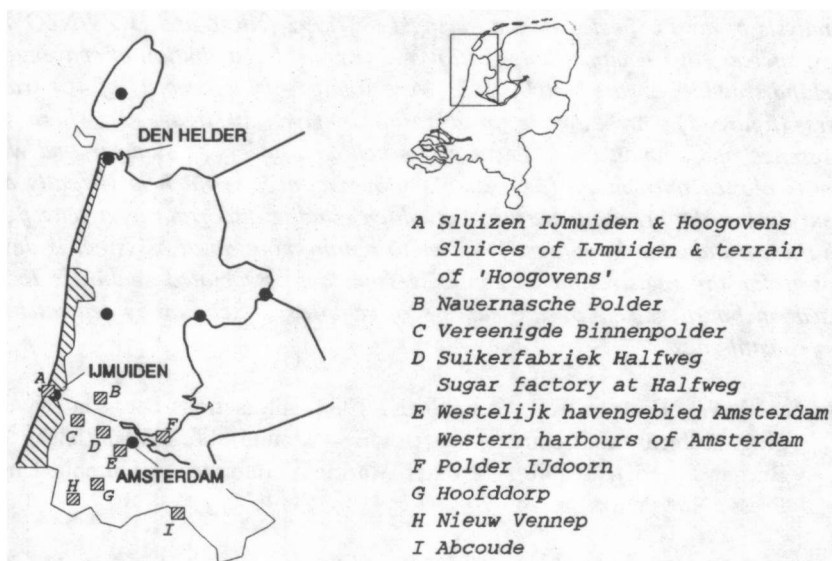 DEN HELDER
IJMUIDEN
A
B
C
D
E
F
AMSTERDAM
H
G
I
A Sluizen IJmuiden & Hoogovens
Sluices of IJmuiden & terrain
of 'Hoogovens'
B Nauernasche Polder
C Vereenigde Binnenpolder
D Suikerfabriek Halfweg
Sugar factory at Halfweg
E Westelijk havengebied Amsterdam
Western harbours of Amsterdam
F Polder IJdoorn
G Hoofddorp
H Nieuw Vennep
I Abcoude